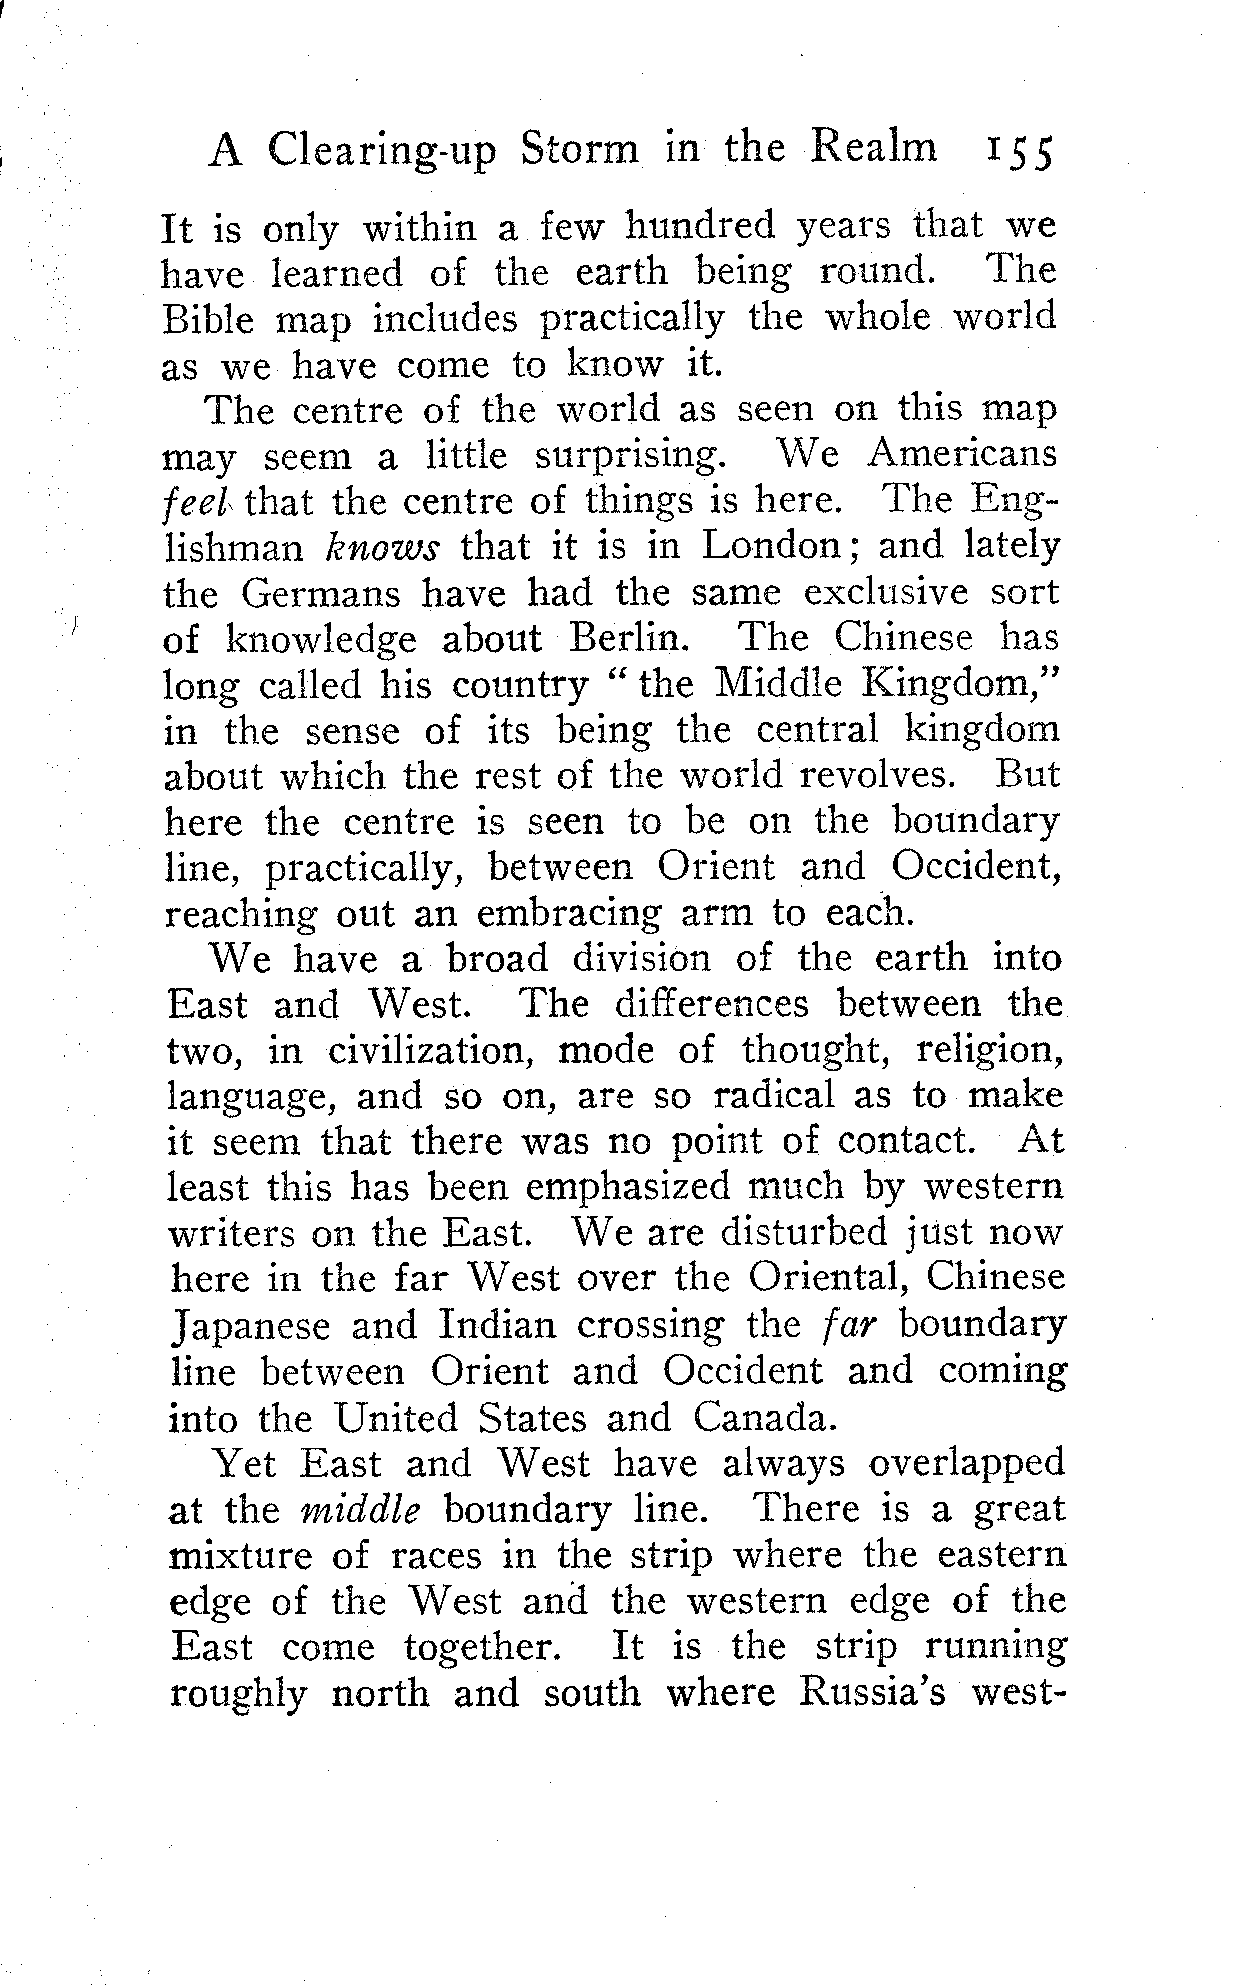 A Clearing-up Storm in the Realm 155
It is only within a few hundred years that we
have learned of the earth being round. The
Bible map includes practically the whole world
as we have come to know it.
The centre of the world as seen on this map
may seem a little surprising. We Americans
feel that the centre of things is here. The Eng-
lishman knows that it is in London; and lately
the Germans have had the same exclusive sort
of knowledge about Berlin. The Chinese has
long called his country “ the Middle Kingdom,”
in the sense of its being the central kingdom
about which the rest of the world revolves. But
here the centre is seen to be on the boundary
line, practically, between Orient and Occident,
reaching out an embracing arm to each.
We have a broad division of the earth into
East and West. The differences between the
two, in civilization, mode of thought, religion,
language, and so on, are so radical as to make
it seem that there was no point of contact. At
least this has been emphasized much by western
writers on the East. We are disturbed just now
here in the far West over the Oriental, Chinese
Japanese and Indian crossing the far boundary
line between Orient and Occident and coming
into the United States and Canada.
Yet East and West have always overlapped
at the middle boundary line. There is a great
mixture of races in the strip where the eastern
edge of the West and the western edge of the
East come together. It is the strip running
roughly north and south where Russia's west-